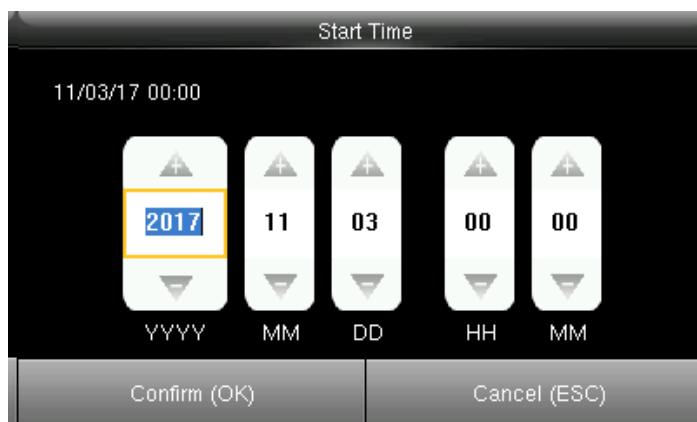 Start Time
11/03/17 00:00
2017 11 03 00 00
YYYY MM DD HH MM
Confirm (OK) Cancel (ESC)